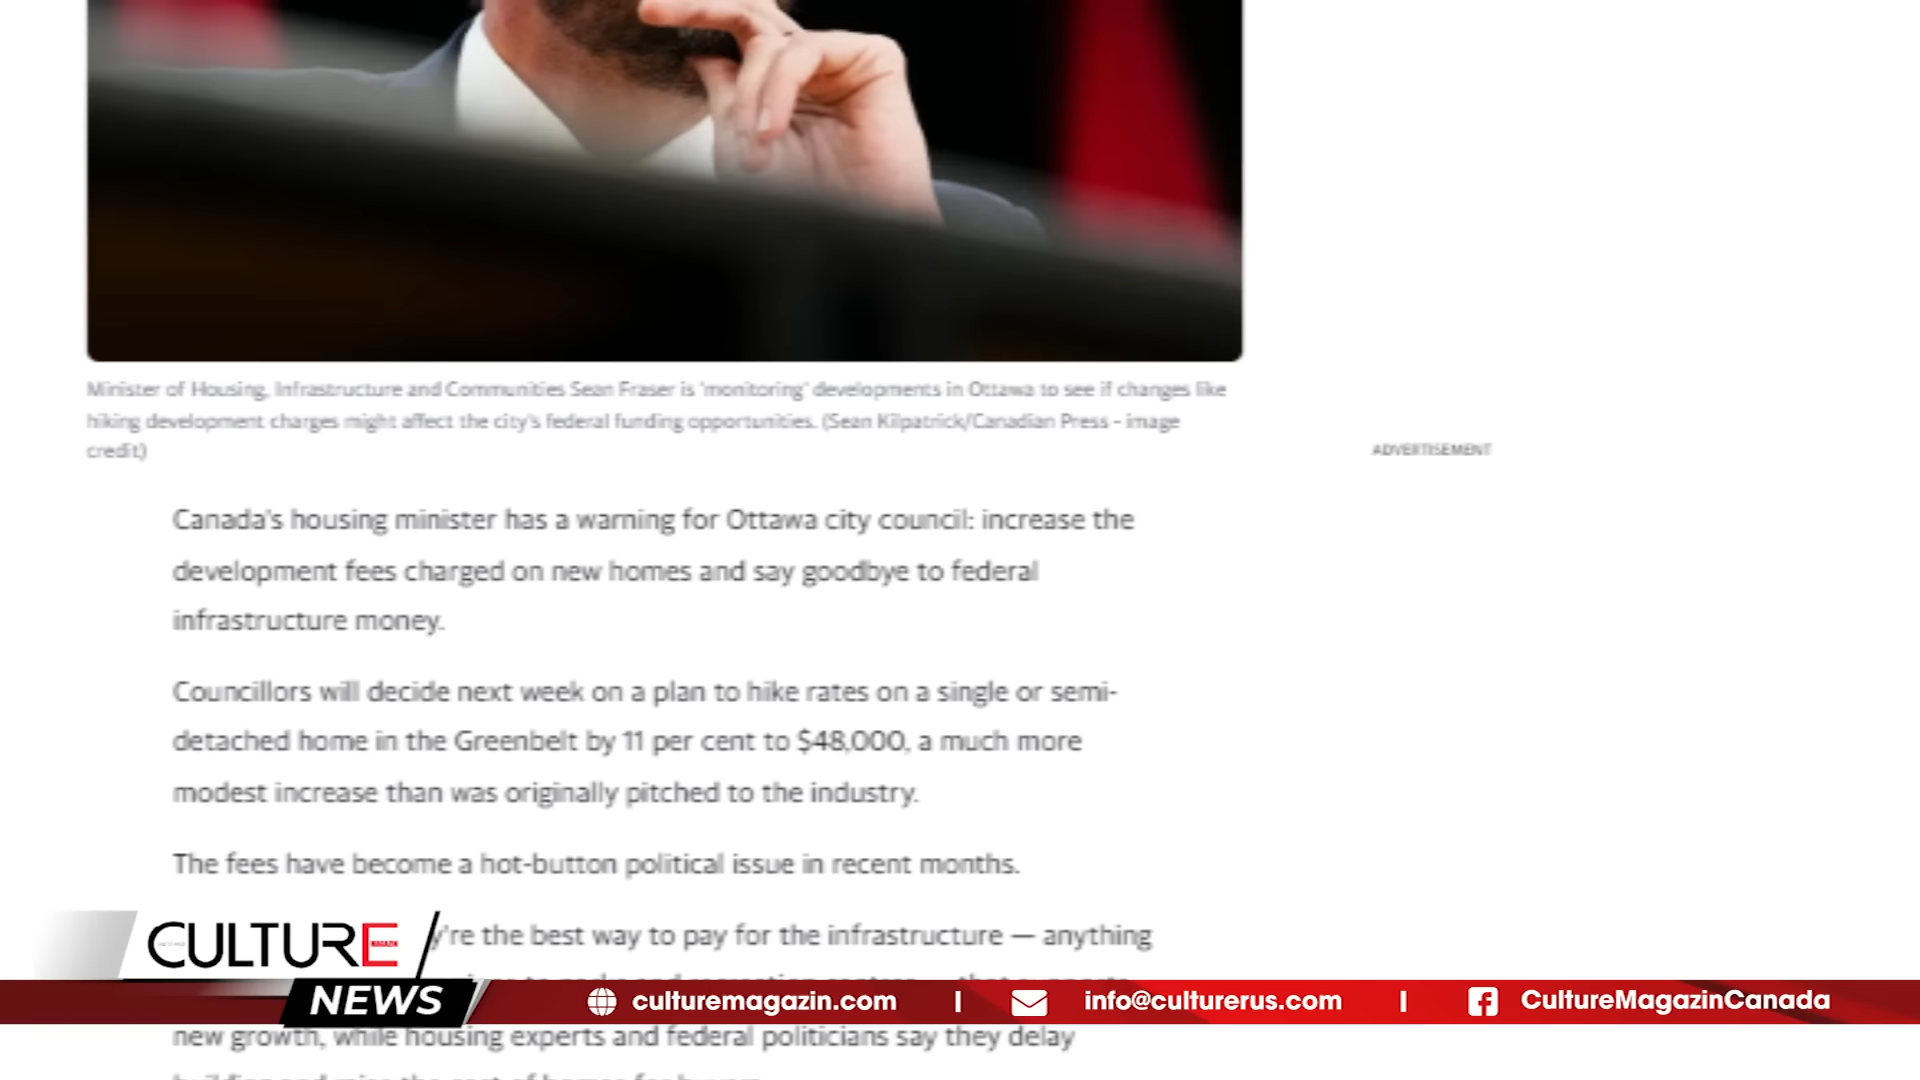 Minister of Housing, Infrastructure and Communities Sean Fraser is 'monitoring' developments in Ottawa to see if changes like
hiking development charges might affect the city's federal funding opportunities. (Sean Kilpatrick/Canadian Press - image
credit)
ADVERTISEMENT
Canada's housing minister has a warning for Ottawa city council: increase the
development fees charged on new homes and say goodbye to federal
infrastructure money.
Councillors will decide next week on a plan to hike rates on a single or semi-
detached home in the Greenbelt by 11 per cent to $48,000, a much more
modest increase than was originally pitched to the industry.
The fees have become a hot-button political issue in recent months.
y're the best way to pay for the infrastructure — anything
new growth, while housing experts and federal politicians say they delay
CULTURE
NEWS
culturemagazin.com | info@culturerus.com | CultureMagazinCanada